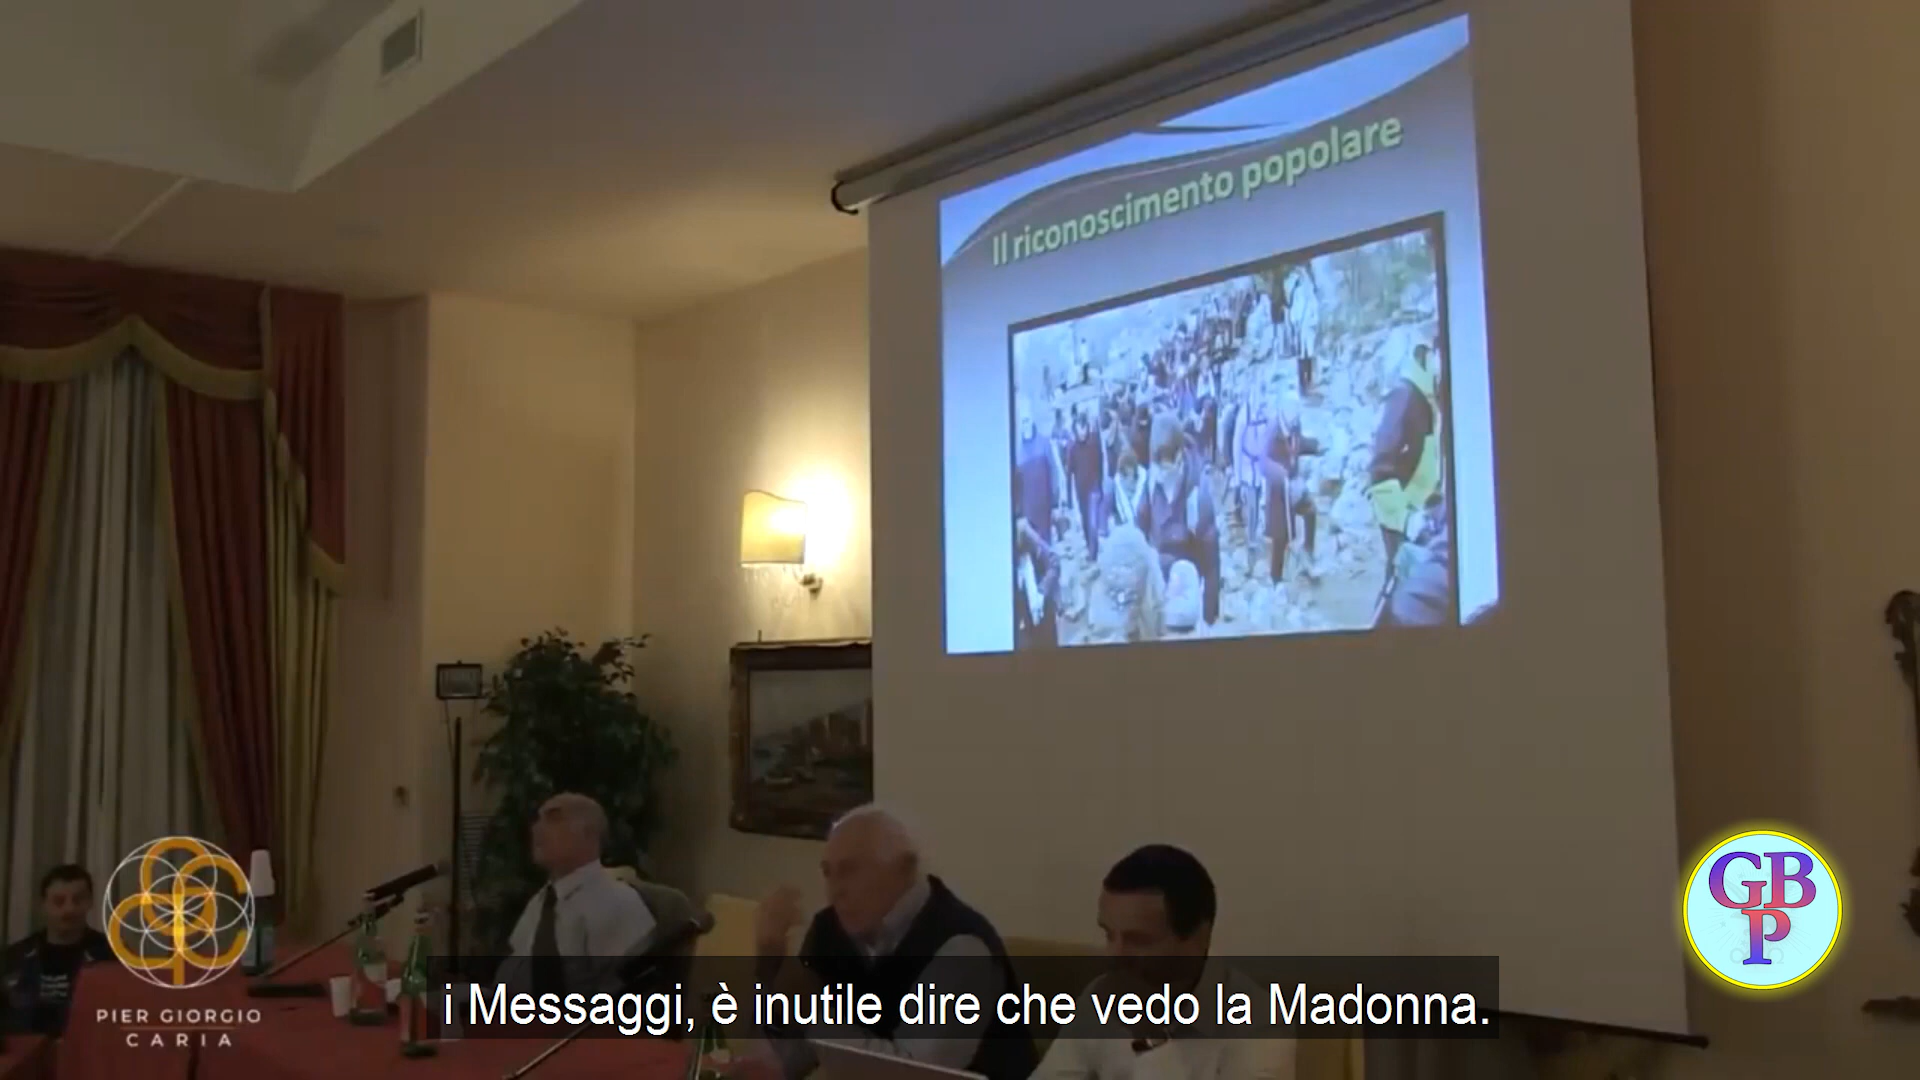 Il riconoscimento popolare
GBP
PIER GIORGIO
CARIA
i Messaggi, è inutile dire che vedo la Madonna.